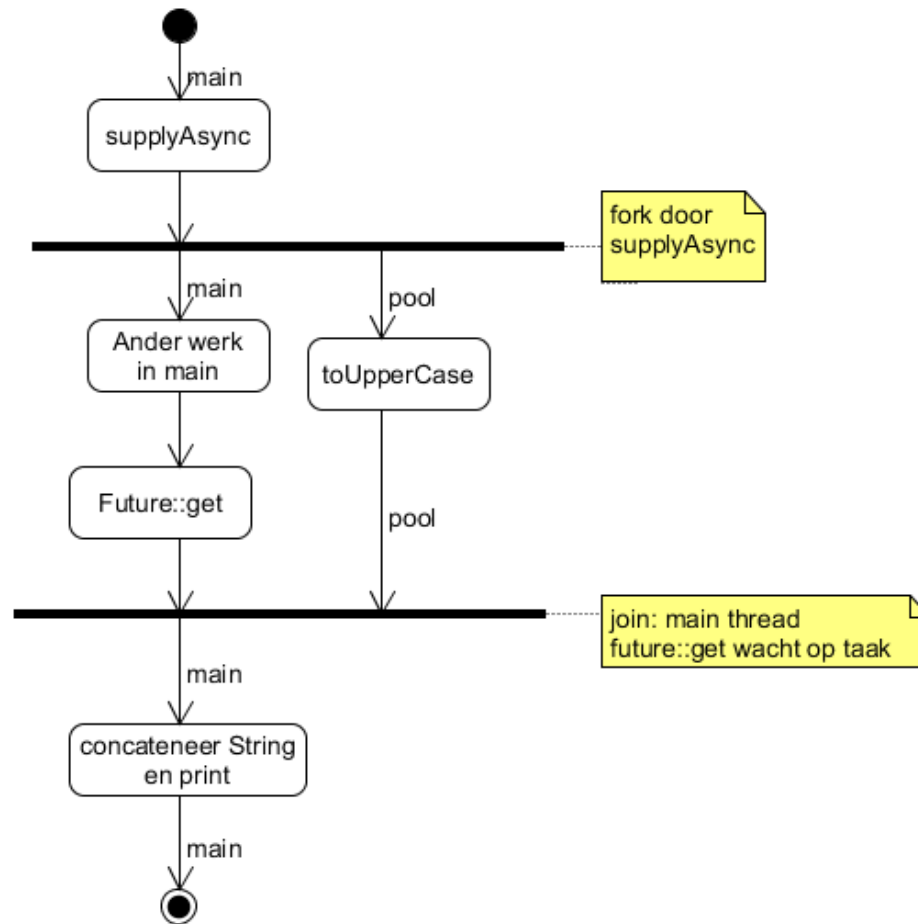 main
supplyAsync
fork door
supplyAsync
main
pool
Ander werk
in main
toUpperCase
Future::get
pool
join: main thread
future::get wacht op taak
main
concateneer String
en print
main